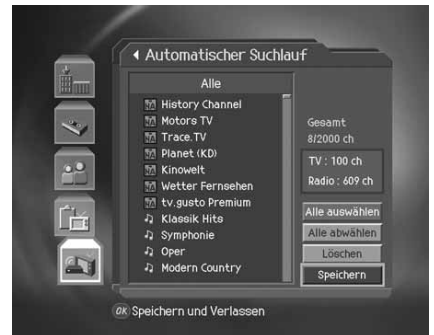 Automatischer Suchlauf
Alle
History Channel
Motors TV
Trace.TV
Planet (KD)
Kinowelt
Wetter Fernsehen
tv.gusto Premium
Klassik Hits
Symphonie
Oper
Modern Country
Gesamt
8/2000 ch
TV : 100 ch
Radio : 609 ch
Alle auswählen
Alle abwählen
Löschen
Speichern
OK Speichern und Verlassen